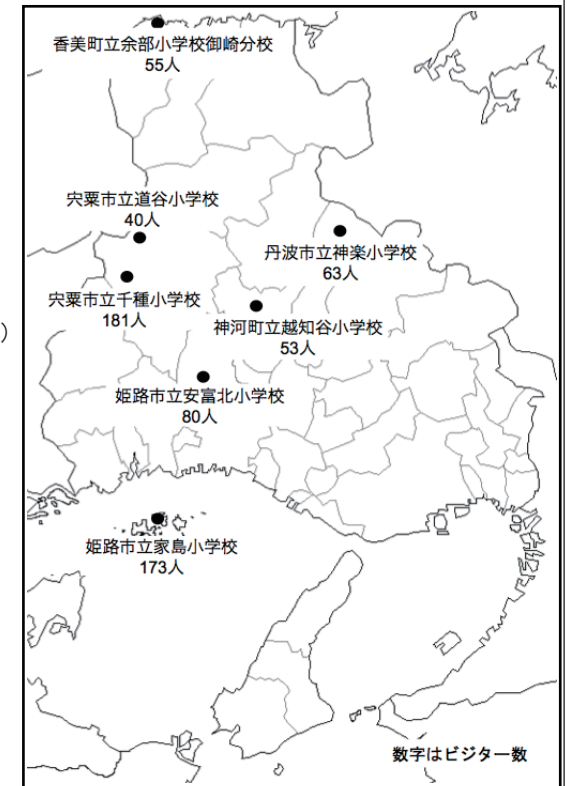 香美町立余部小学校御崎分校
55人
宍粟市立道谷小学校
40人
丹波市立神楽小学校
63人
宍粟市立千種小学校
181人
）
神河町立越知谷小学校
53人
姫路市立安富北小学校
80人
姫路市立家島小学校
173人
数字はビジター数